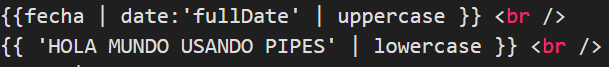 {{fecha | date:'fullDate' | uppercase }} <br />
{{ 'HOLA MUNDO USANDO PIPES' | lowercase }} <br />